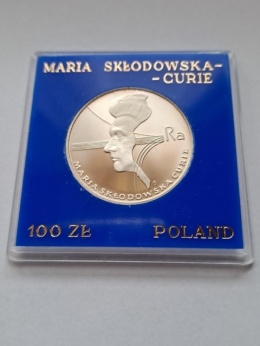 MARIA SKŁODOWSKA-
-CURIE
Ra
MARIA SKŁODOWSKA CURIE
100 ZŁ POLAND